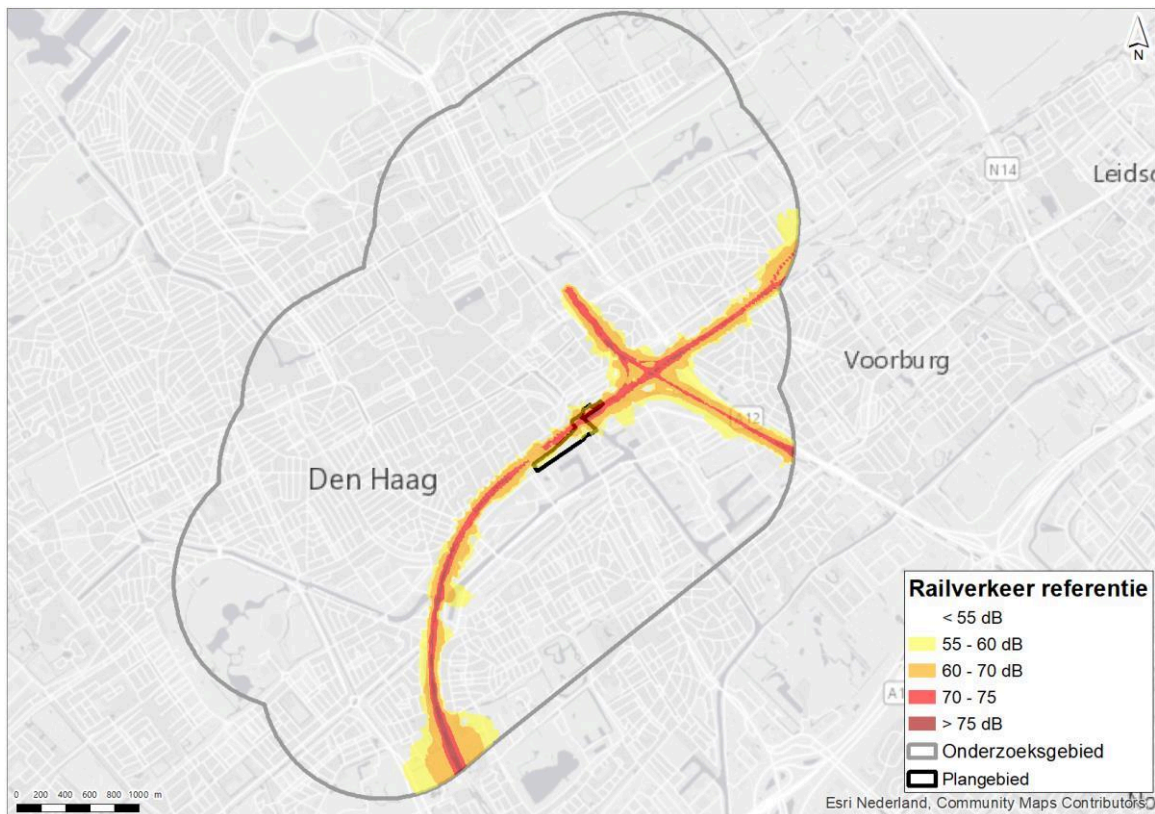 N
N14
Leidsc
Voorburg
A12
Den Haag
Railverkeer referentie
< 55 dB
55 - 60 dB
60 - 70 dB
70 - 75
> 75 dB
Onderzoeksgebied
Plangebied
0 200 400 600 800 1000 m
Esri Nederland, Community Maps Contributors